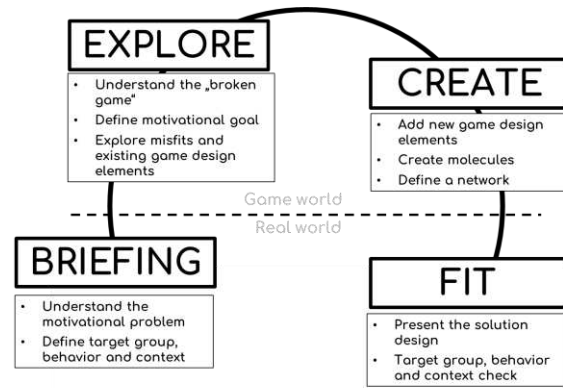 EXPLORE
• Understand the „broken
game“
• Define motivational goal
• Explore misfits and
existing game design
elements
CREATE
• Add new game design
elements
• Create molecules
• Define a network
Game world
Real world
BRIEFING
• Understand the
motivational problem
• Define target group,
behavior and context
FIT
• Present the solution
design
• Target group, behavior
and context check